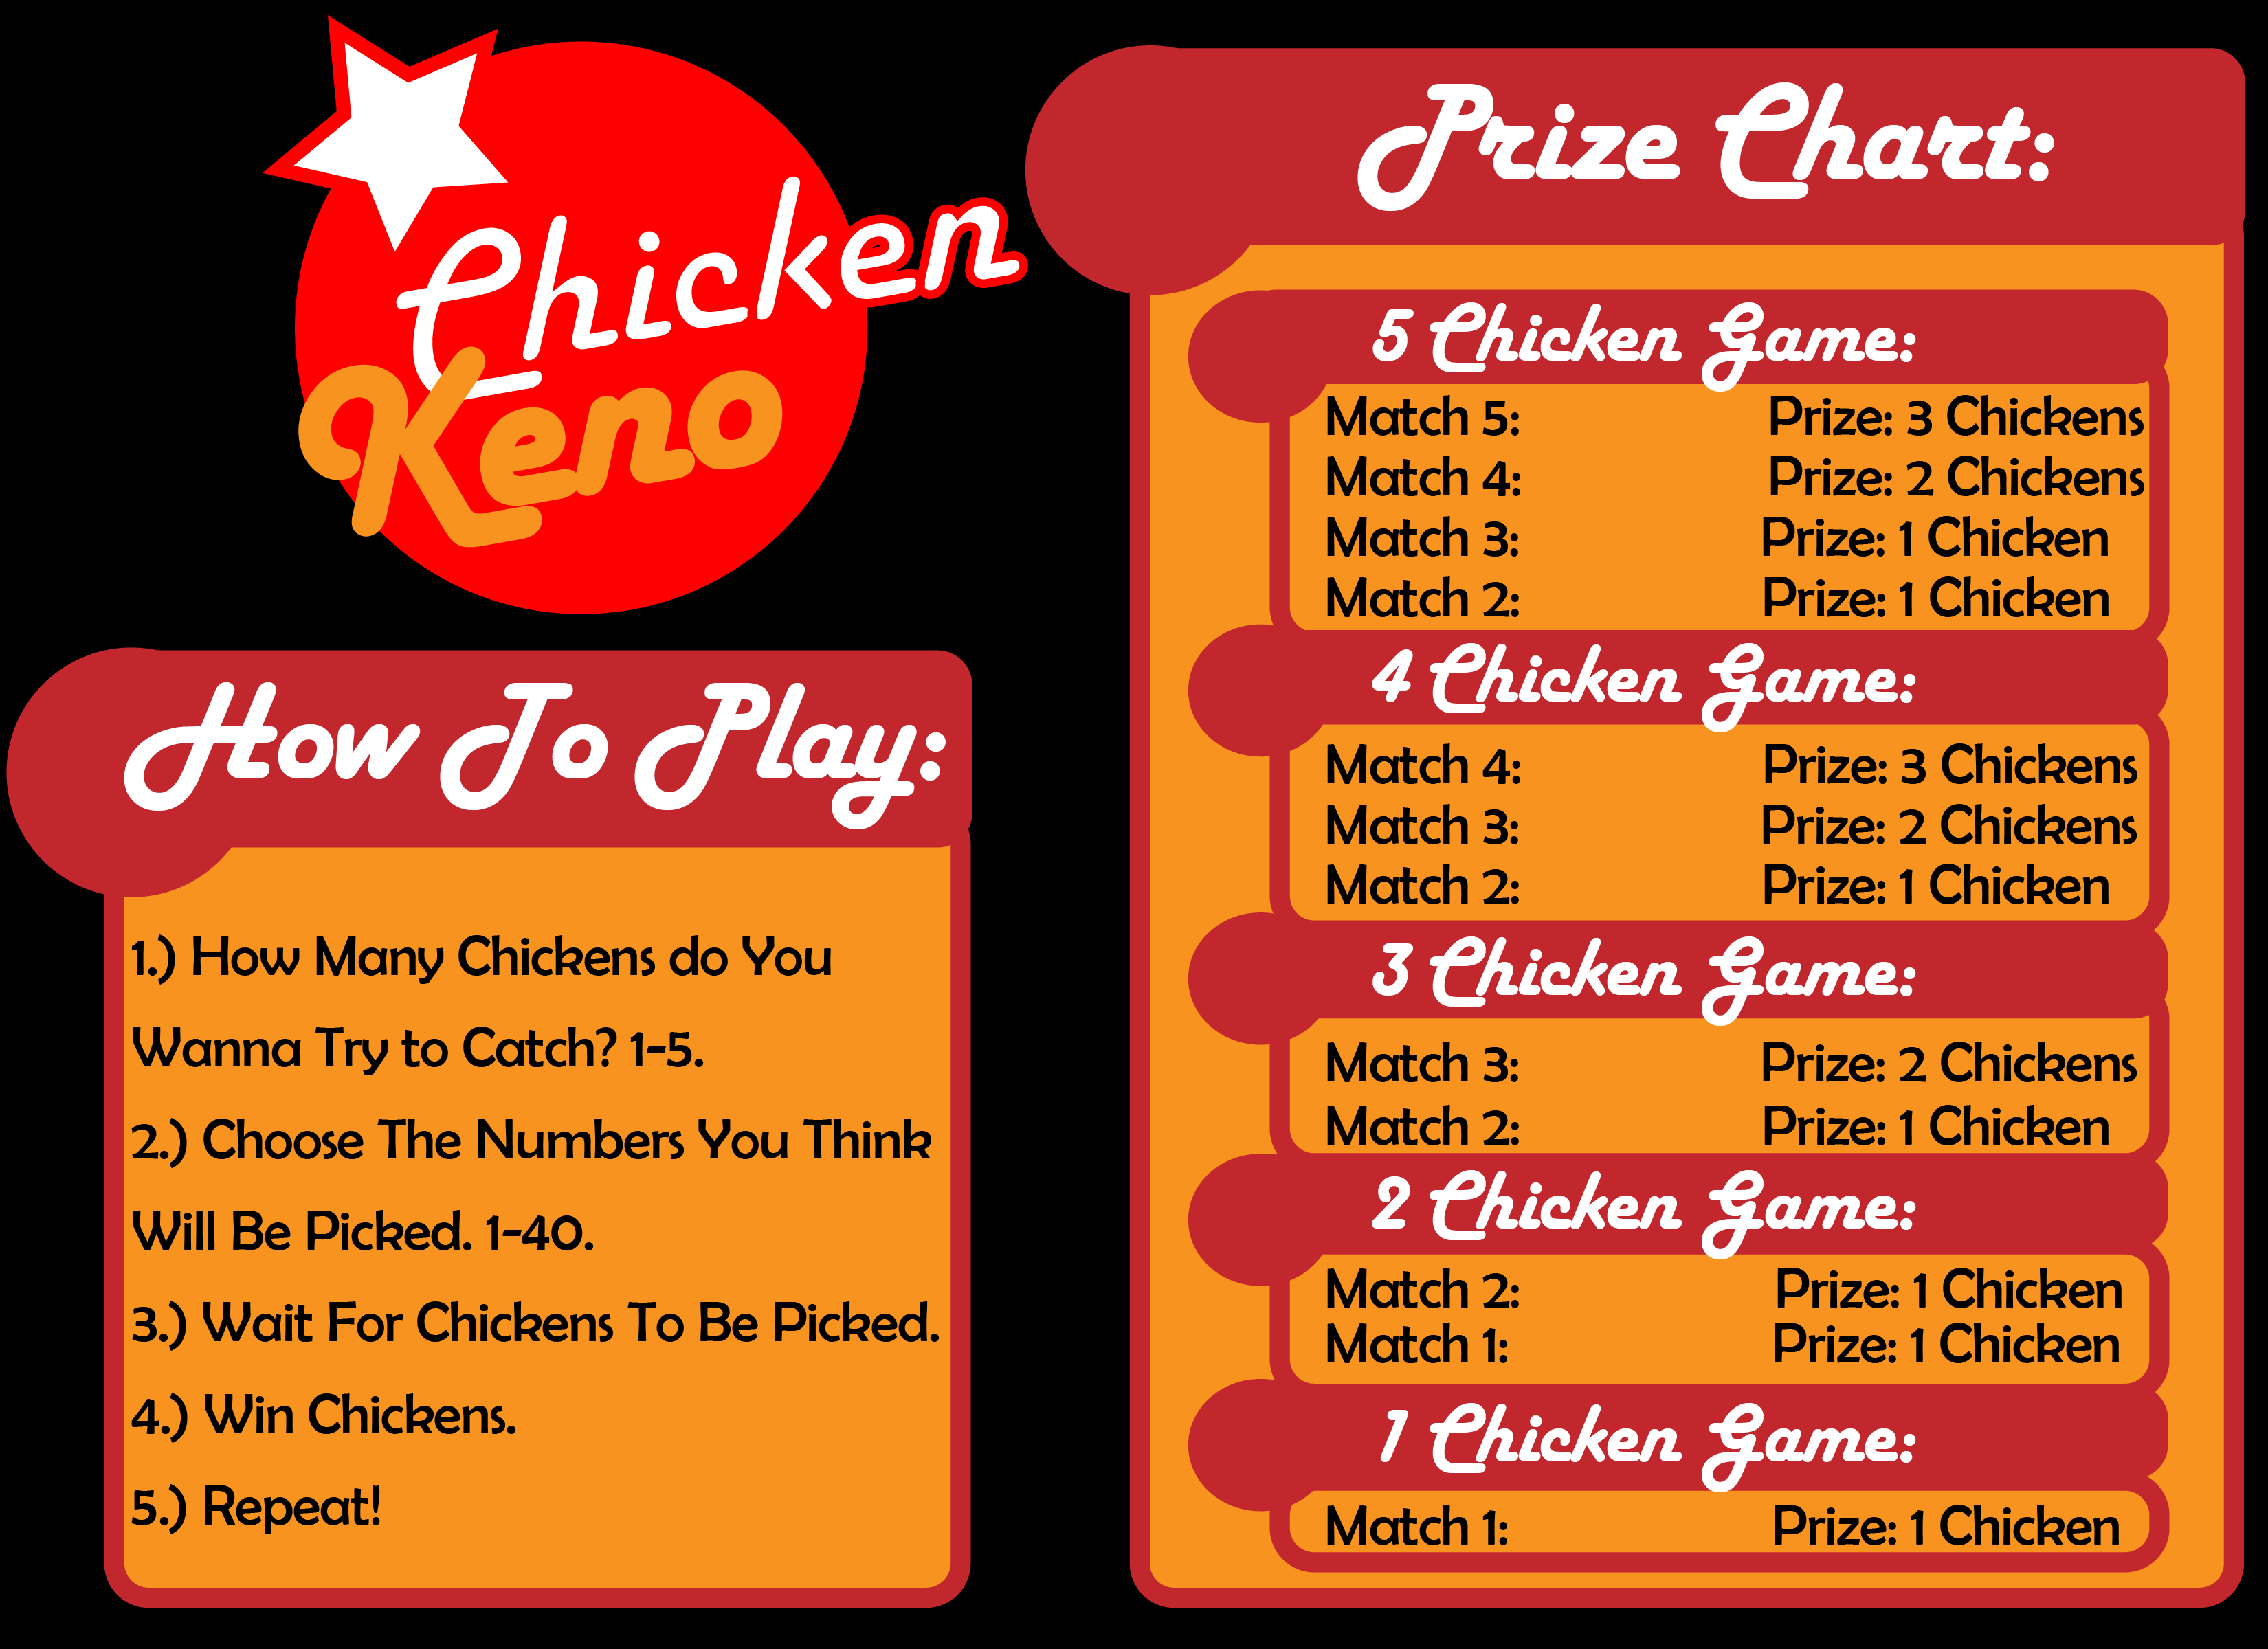 Chicken
Keno
How To Play:
1.) How Many Chickens do You
Wanna Try to Catch? 1-5.
2.) Choose The Numbers You Think
Will Be Picked. 1-40.
3.) Wait For Chickens To Be Picked.
4.) Win Chickens.
5.) Repeat!
Prize Chart:
5 Chicken Game:
Match 5: Prize: 3 Chickens
Match 4: Prize: 2 Chickens
Match 3: Prize: 1 Chicken
Match 2: Prize: 1 Chicken
4 Chicken Game:
Match 4: Prize: 3 Chickens
Match 3: Prize: 2 Chickens
Match 2: Prize: 1 Chicken
3 Chicken Game:
Match 3: Prize: 2 Chickens
Match 2: Prize: 1 Chicken
2 Chicken Game:
Match 2: Prize: 1 Chicken
Match 1: Prize: 1 Chicken
1 Chicken Game:
Match 1: Prize: 1 Chicken